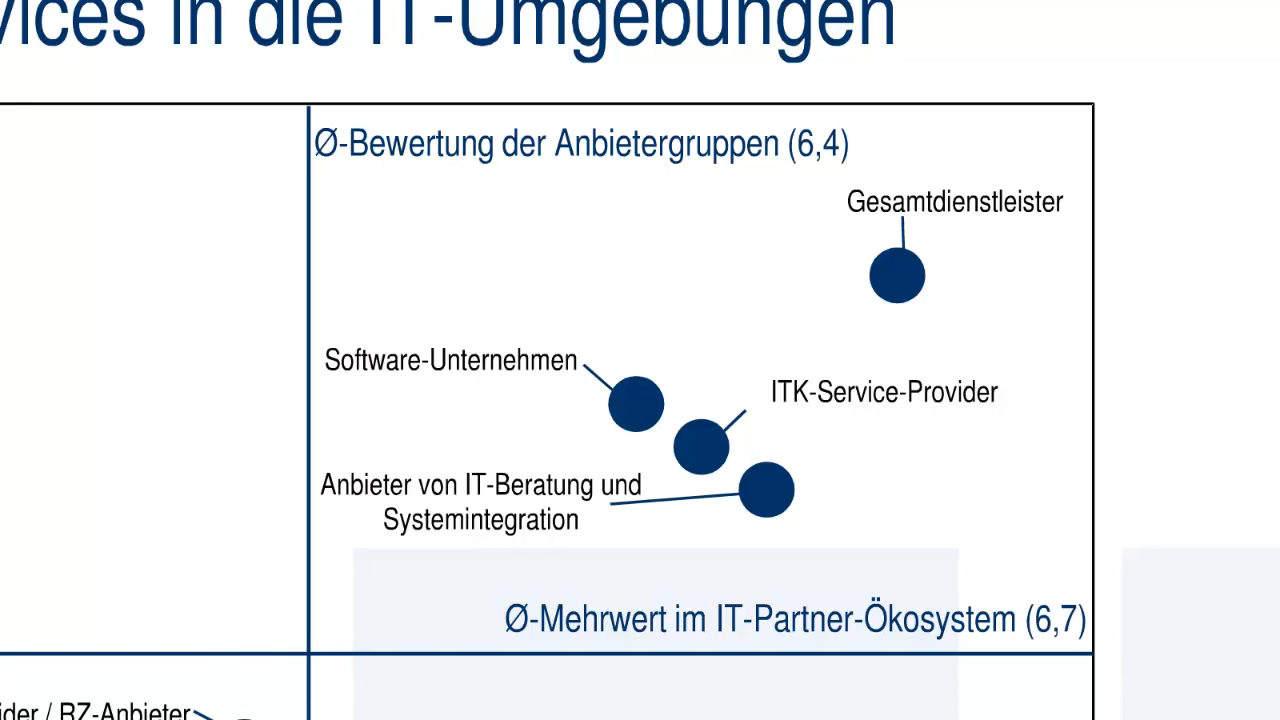 vices in die IT-Umgebungen
Ø-Bewertung der Anbietergruppen (6,4)
Gesamtdienstleister
Software-Unternehmen
ITK-Service-Provider
Anbieter von IT-Beratung und
Systemintegration
Ø-Mehrwert im IT-Partner-Ökosystem (6,7)
ider / RZ-Anbieter